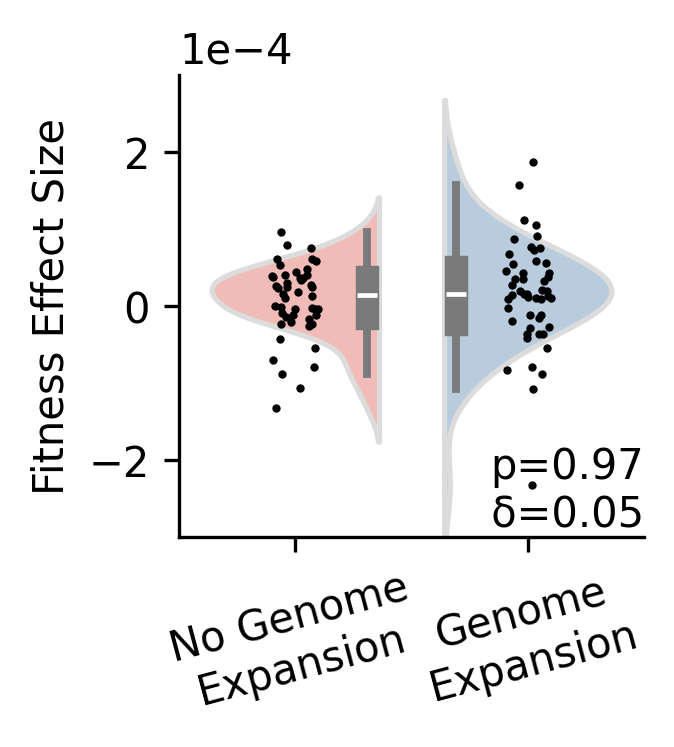 1e−4
Fitness Effect Size
2
0
−2
p=0.97
δ=0.05
No Genome
Expansion
Genome
Expansion